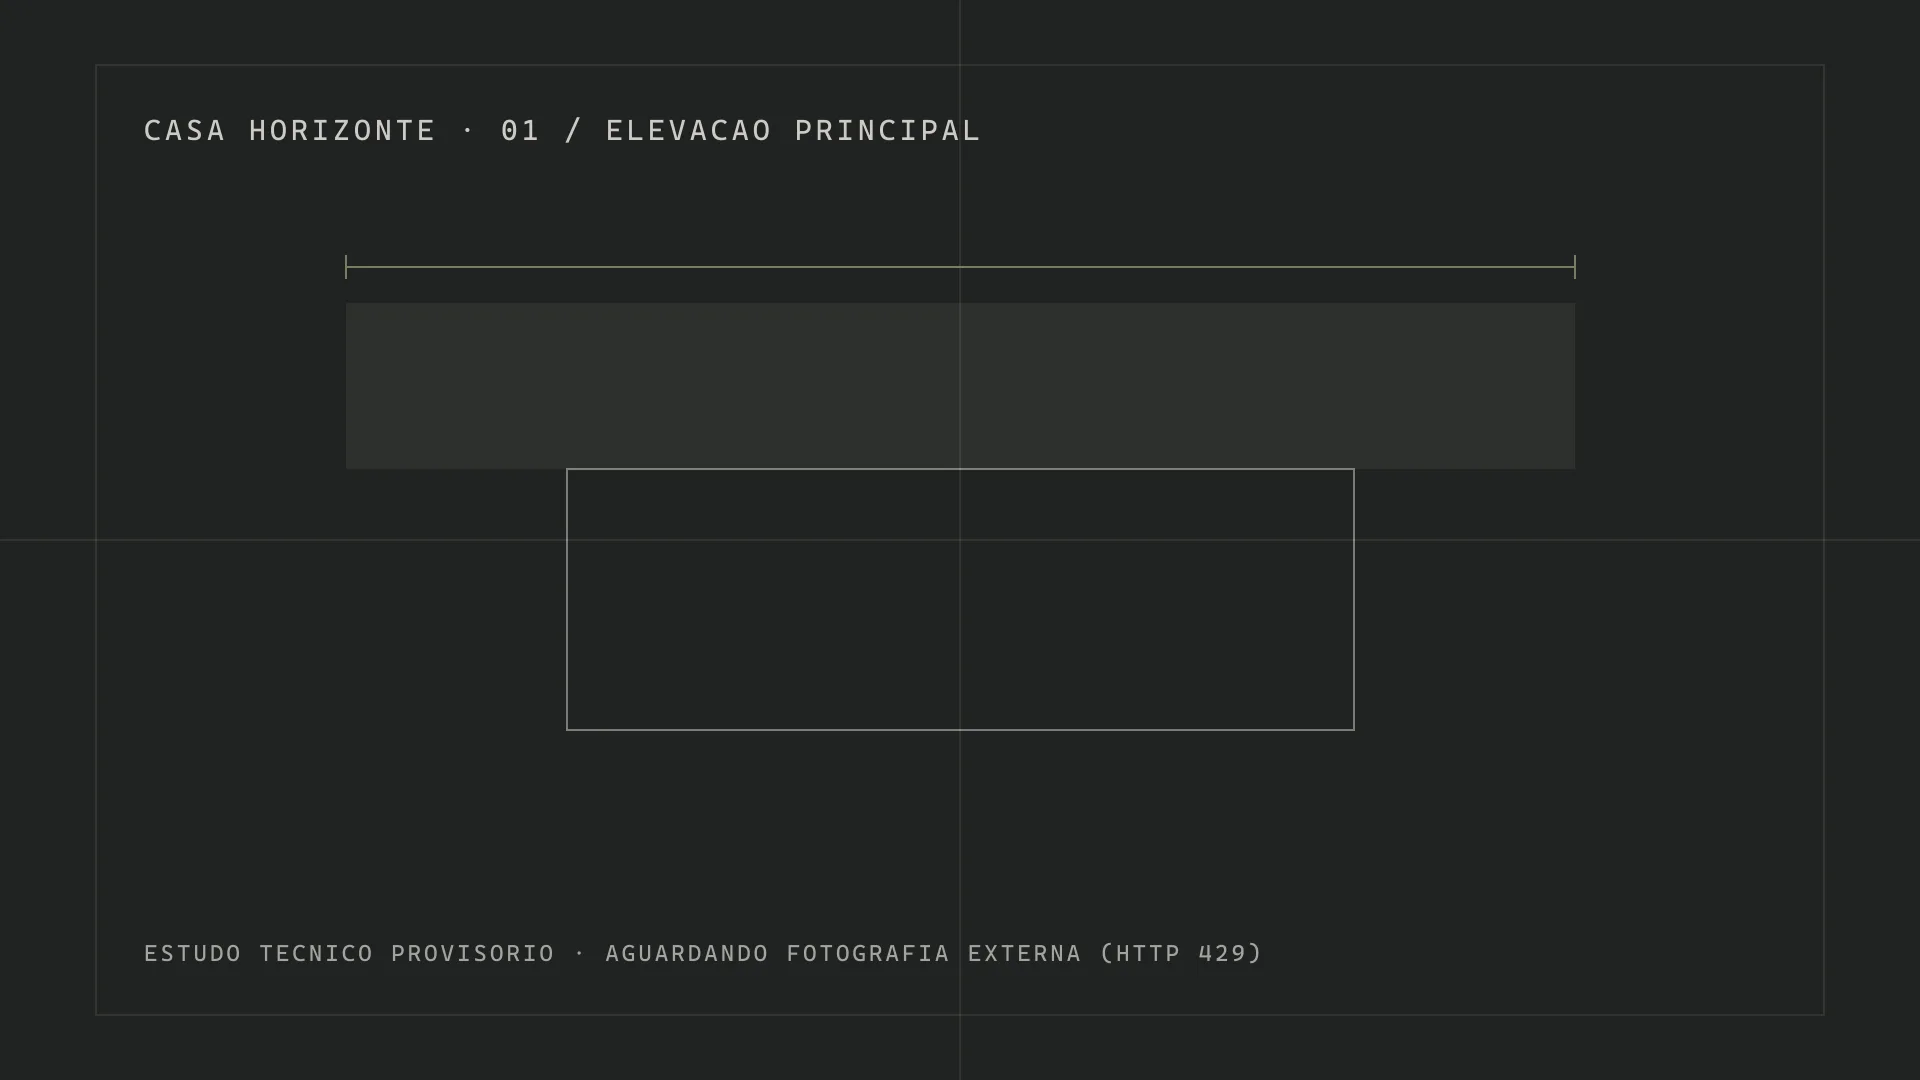 CASA HORIZONTE · 01 / ELEVACAO PRINCIPAL
ESTUDO TECNICO PROVISORIO · AGUARDANDO FOTOGRAFIA EXTERNA (HTTP 429)